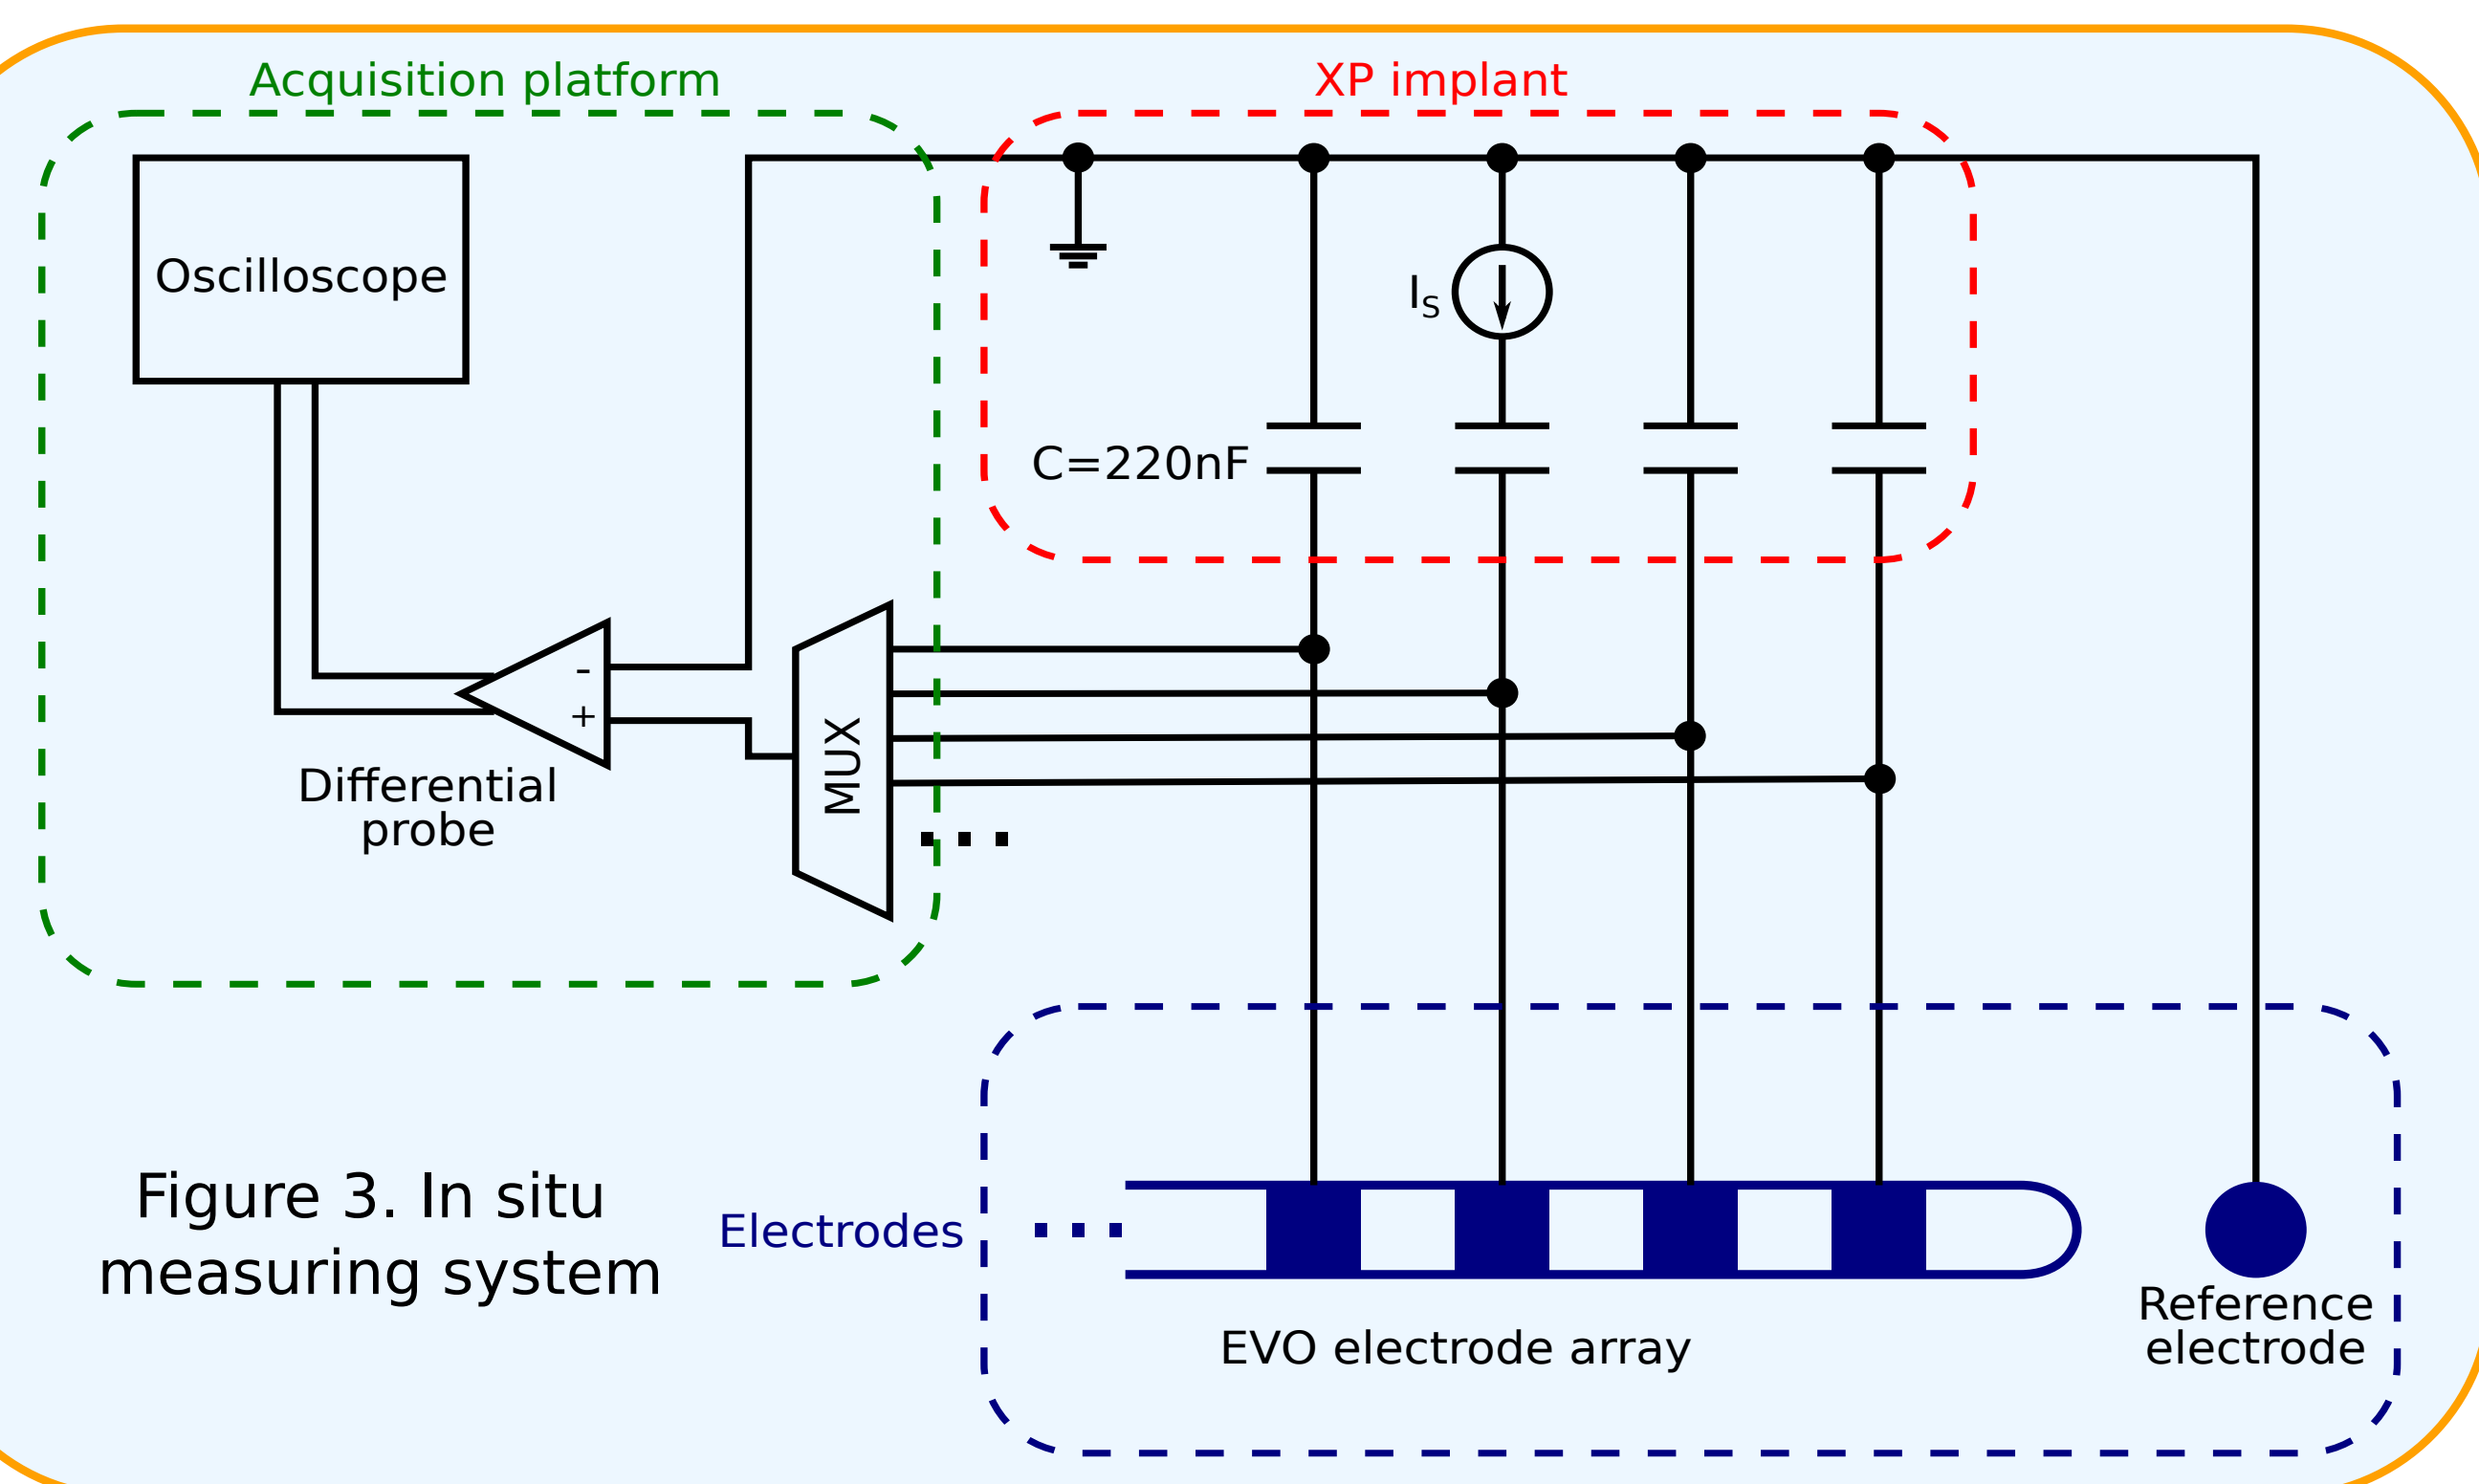 Acquisition platform
XP implant
Oscilloscope
IS
C=220nF
-
+
MUX
Differential
probe
...
Figure 3. In situ
measuring system
Electrodes
...
EVO electrode array
Reference
electrode